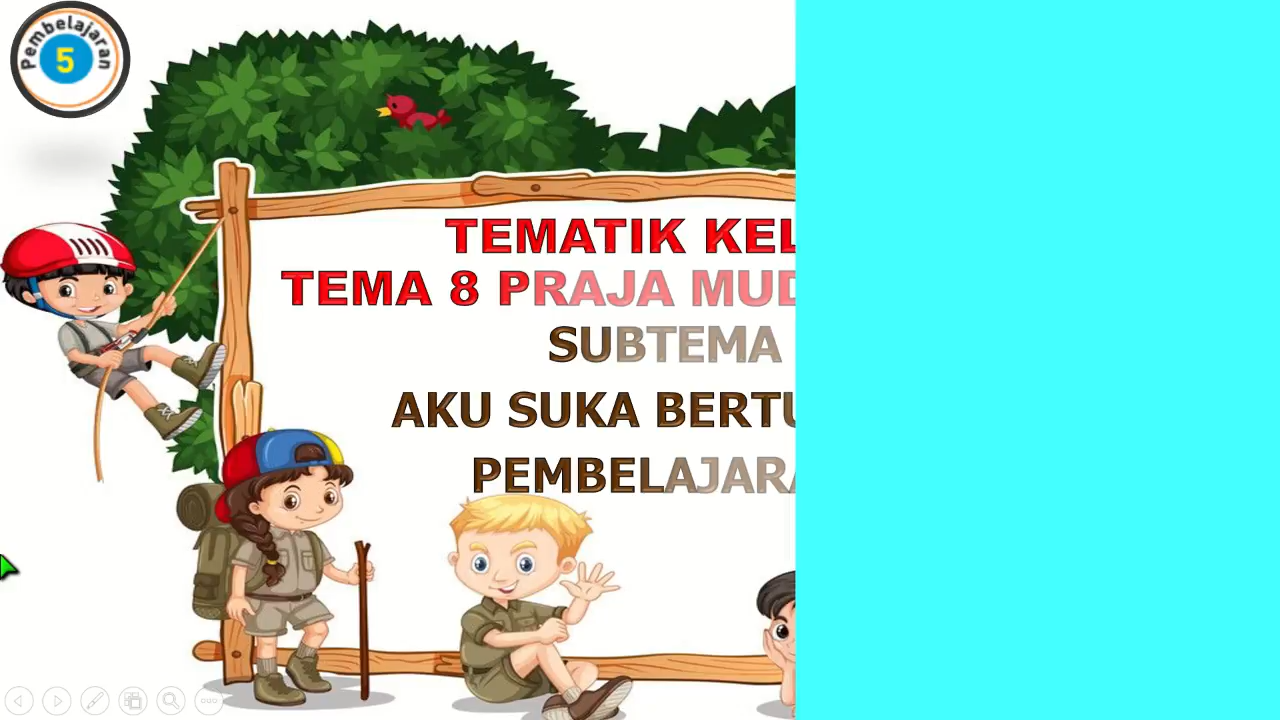 Pembelajaran
5
TEMATIK KEL
TEMA 8 PRAJA MUD
SUBTEMA
AKU SUKA BERTU
PEMBELAJARA